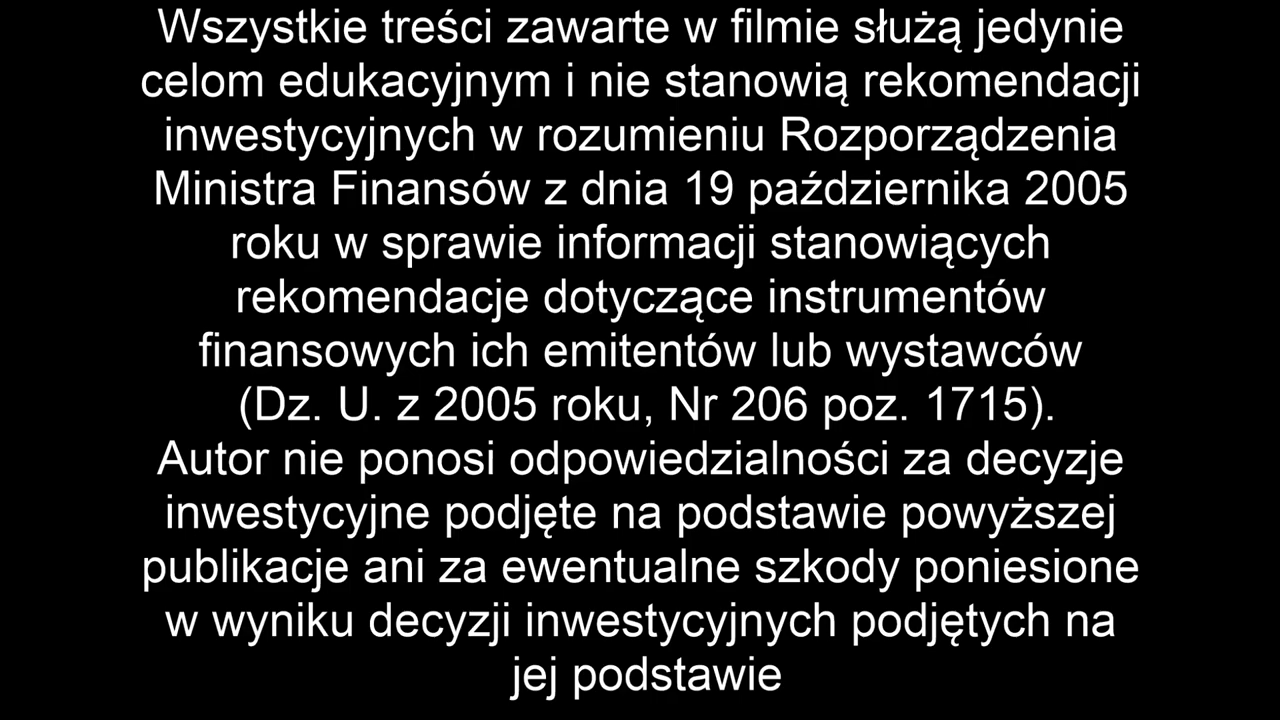 Wszystkie treści zawarte w filmie służą jedynie
celom edukacyjnym i nie stanowią rekomendacji
inwestycyjnych w rozumieniu Rozporządzenia
Ministra Finansów z dnia 19 października 2005
roku w sprawie informacji stanowiących
rekomendacje dotyczące instrumentów
finansowych ich emitentów lub wystawców
(Dz. U. z 2005 roku, Nr 206 poz. 1715).
Autor nie ponosi odpowiedzialności za decyzje
inwestycyjne podjęte na podstawie powyższej
publikacje ani za ewentualne szkody poniesione
w wyniku decyzji inwestycyjnych podjętych na
jej podstawie